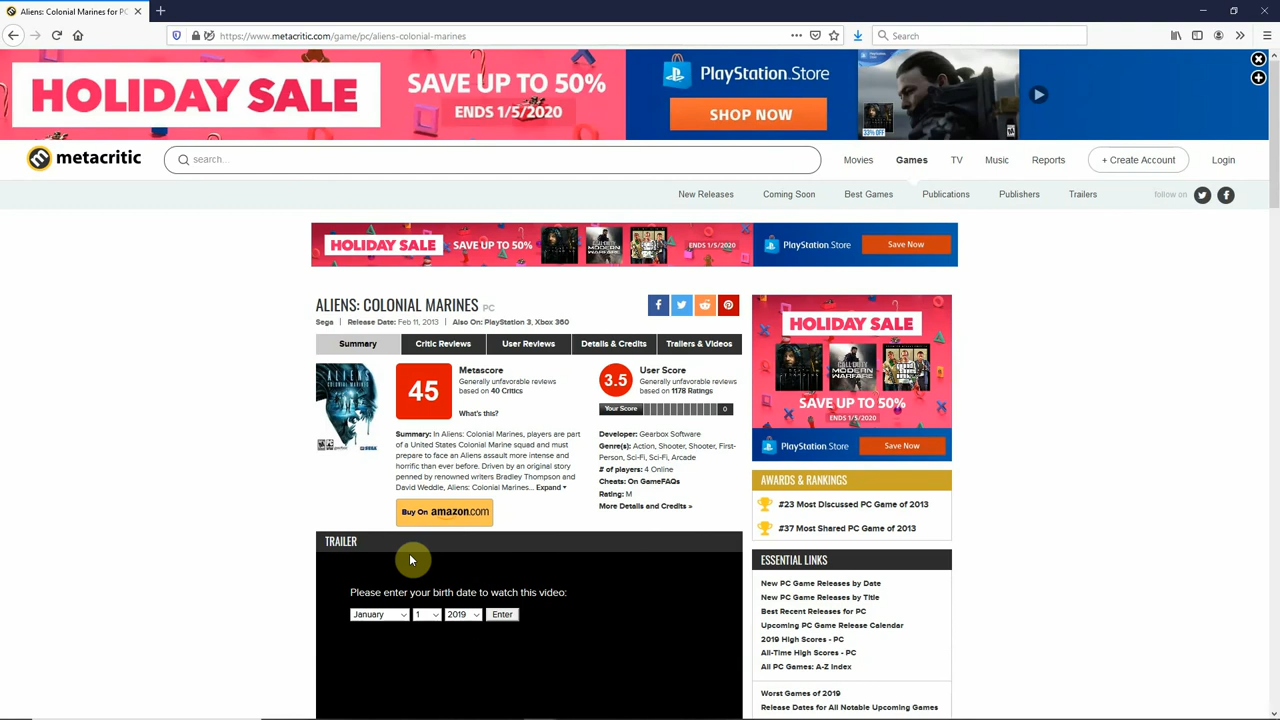 Aliens: Colonial Marines for PC
https://www.metacritic.com/game/pc/aliens-colonial-marines
Search
HOLIDAY SALE
SAVE UP TO 50%
ENDS 1/5/2020
PlayStation.Store
SHOP NOW
33% OFF
metacritic
search...
Movies
Games
TV
Music
Reports
+ Create Account
Login
New Releases
Coming Soon
Best Games
Publications
Publishers
Trailers
follow on
HOLIDAY SALE
SAVE UP TO 50%
ENDS 1/5/2020
PlayStation Store
Save Now
ALIENS: COLONIAL MARINES PC
Sega | Release Date: Feb 11, 2013 | Also On: PlayStation 3, Xbox 360
Summary
Critic Reviews
User Reviews
Details & Credits
Trailers & Videos
ALIENS
COLONIAL MARINES
SEGA
45
Metascore
Generally unfavorable reviews
based on 40 Critics
What's this?
3.5
User Score
Generally unfavorable reviews
based on 1178 Ratings
Your Score
0
Summary: In Aliens: Colonial Marines, players are part
of a United States Colonial Marine squad and must
prepare to face an Aliens assault more intense and
horrific than ever before. Driven by an original story
penned by renowned writers Bradley Thompson and
David Weddle, Aliens: Colonial Marines... Expand
Buy On amazon.com
Developer: Gearbox Software
Genre(s): Action, Shooter, Shooter, First-
Person, Sci-Fi, Sci-Fi, Arcade
# of players: 4 Online
Cheats: On GameFAQs
Rating: M
More Details and Credits »
TRAILER
Please enter your birth date to watch this video:
January
1
2019
Enter
HOLIDAY SALE
CALL OF DUTY
MODERN
WARFARE
SAVE UP TO 50%
ENDS 1/5/2020
PlayStation Store
Save Now
AWARDS & RANKINGS
#23 Most Discussed PC Game of 2013
#37 Most Shared PC Game of 2013
ESSENTIAL LINKS
New PC Game Releases by Date
New PC Game Releases by Title
Best Recent Releases for PC
Upcoming PC Game Release Calendar
2019 High Scores - PC
All-Time High Scores - PC
All PC Games: A-Z Index
Worst Games of 2019
Release Dates for All Notable Upcoming Games